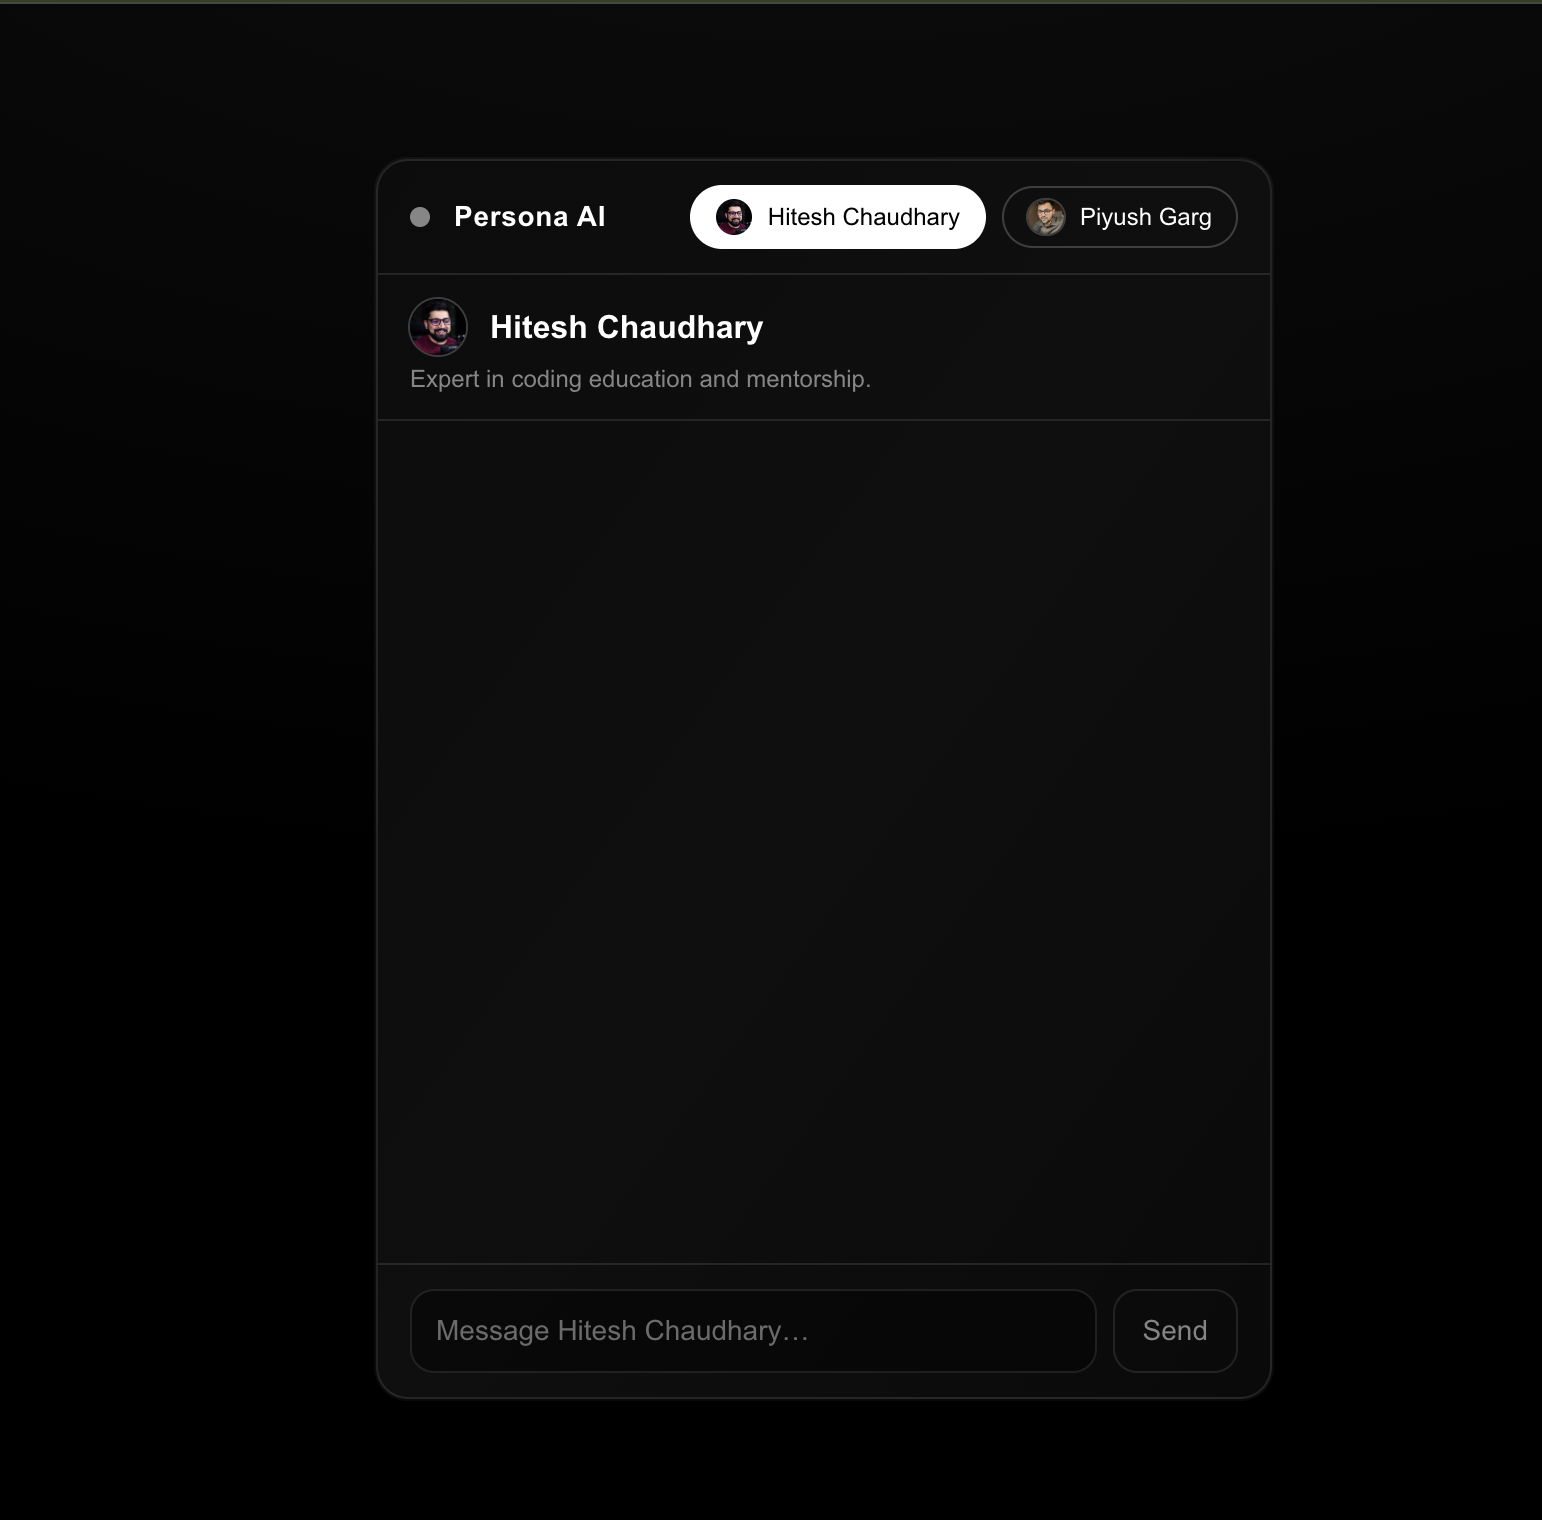 Persona AI
Hitesh Chaudhary
Piyush Garg
Hitesh Chaudhary
Expert in coding education and mentorship.
Message Hitesh Chaudhary…
Send